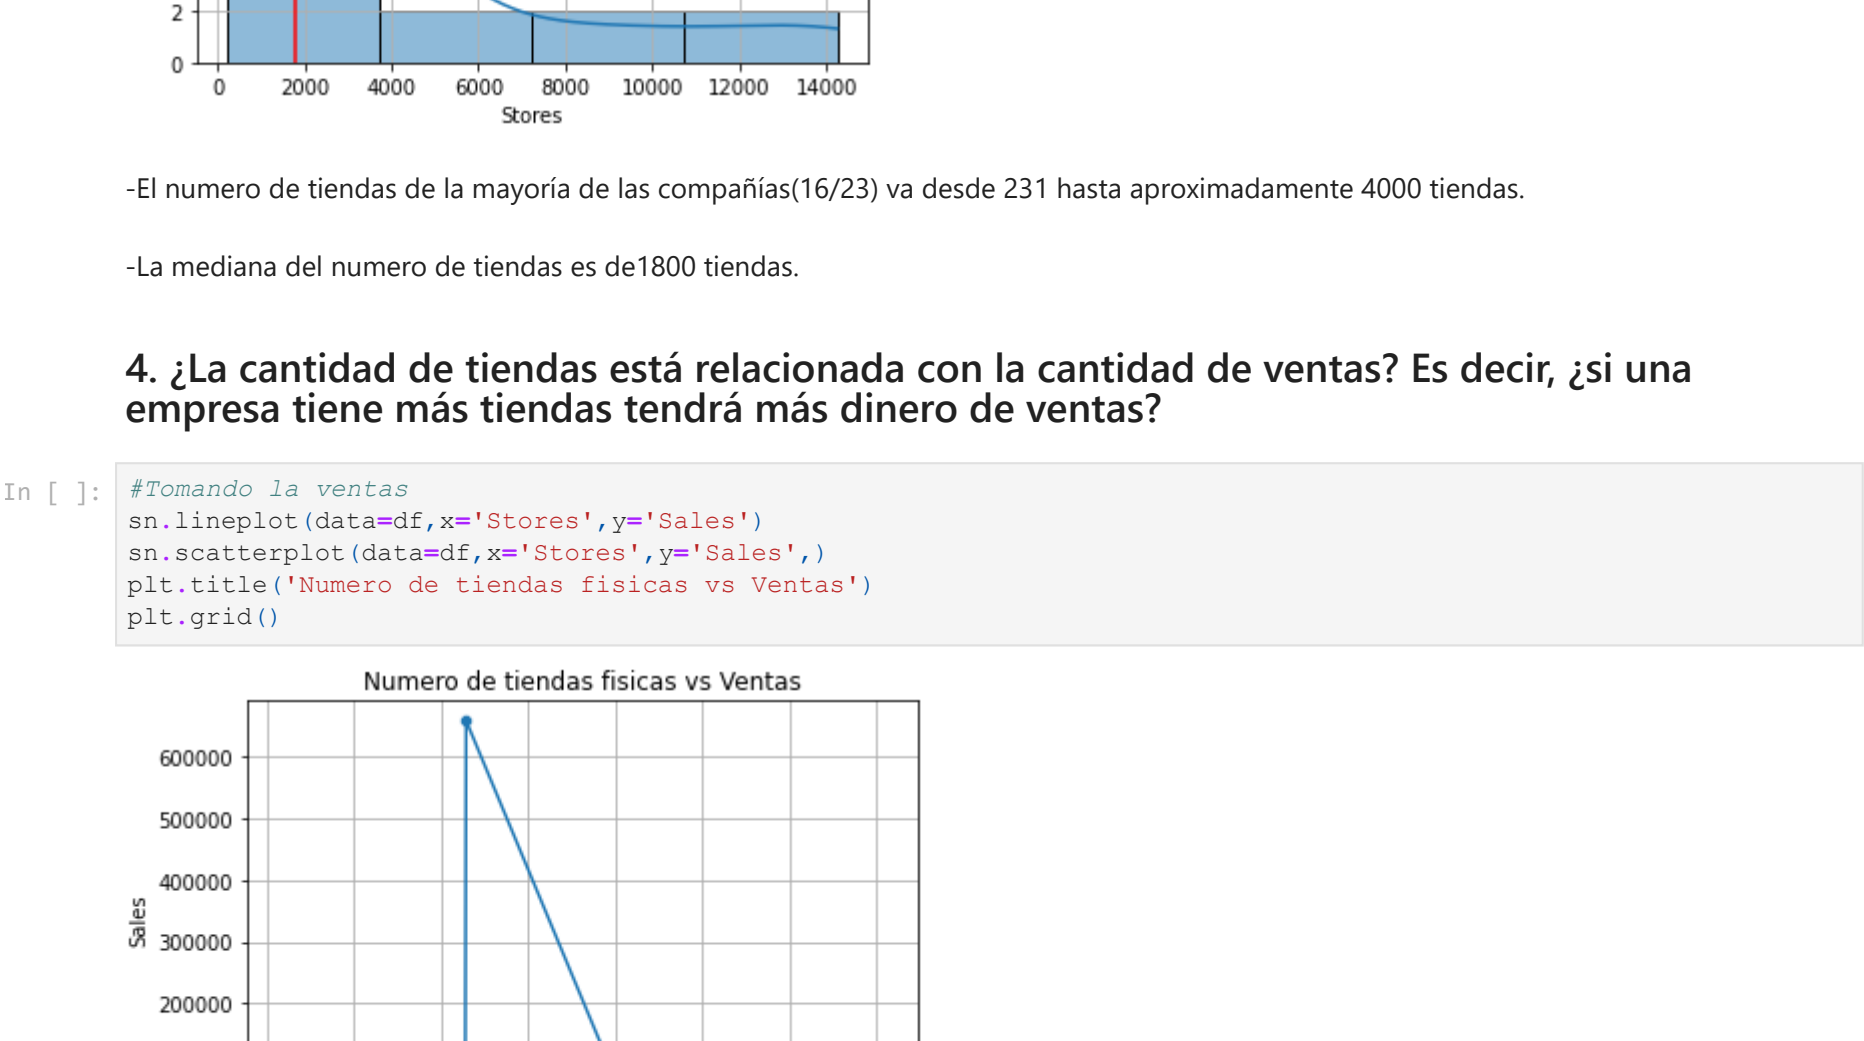 2
0
0 2000 4000 6000 8000 10000 12000 14000
Stores
-El numero de tiendas de la mayoría de las compañías(16/23) va desde 231 hasta aproximadamente 4000 tiendas.
-La mediana del numero de tiendas es de1800 tiendas.
4. ¿La cantidad de tiendas está relacionada con la cantidad de ventas? Es decir, ¿si una
empresa tiene más tiendas tendrá más dinero de ventas?
In [ ]: #Tomando la ventas
sn.lineplot(data=df,x='Stores',y='Sales')
sn.scatterplot(data=df,x='Stores',y='Sales',)
plt.title('Numero de tiendas fisicas vs Ventas')
plt.grid()
Numero de tiendas fisicas vs Ventas
600000
500000
400000
Sales
300000
200000